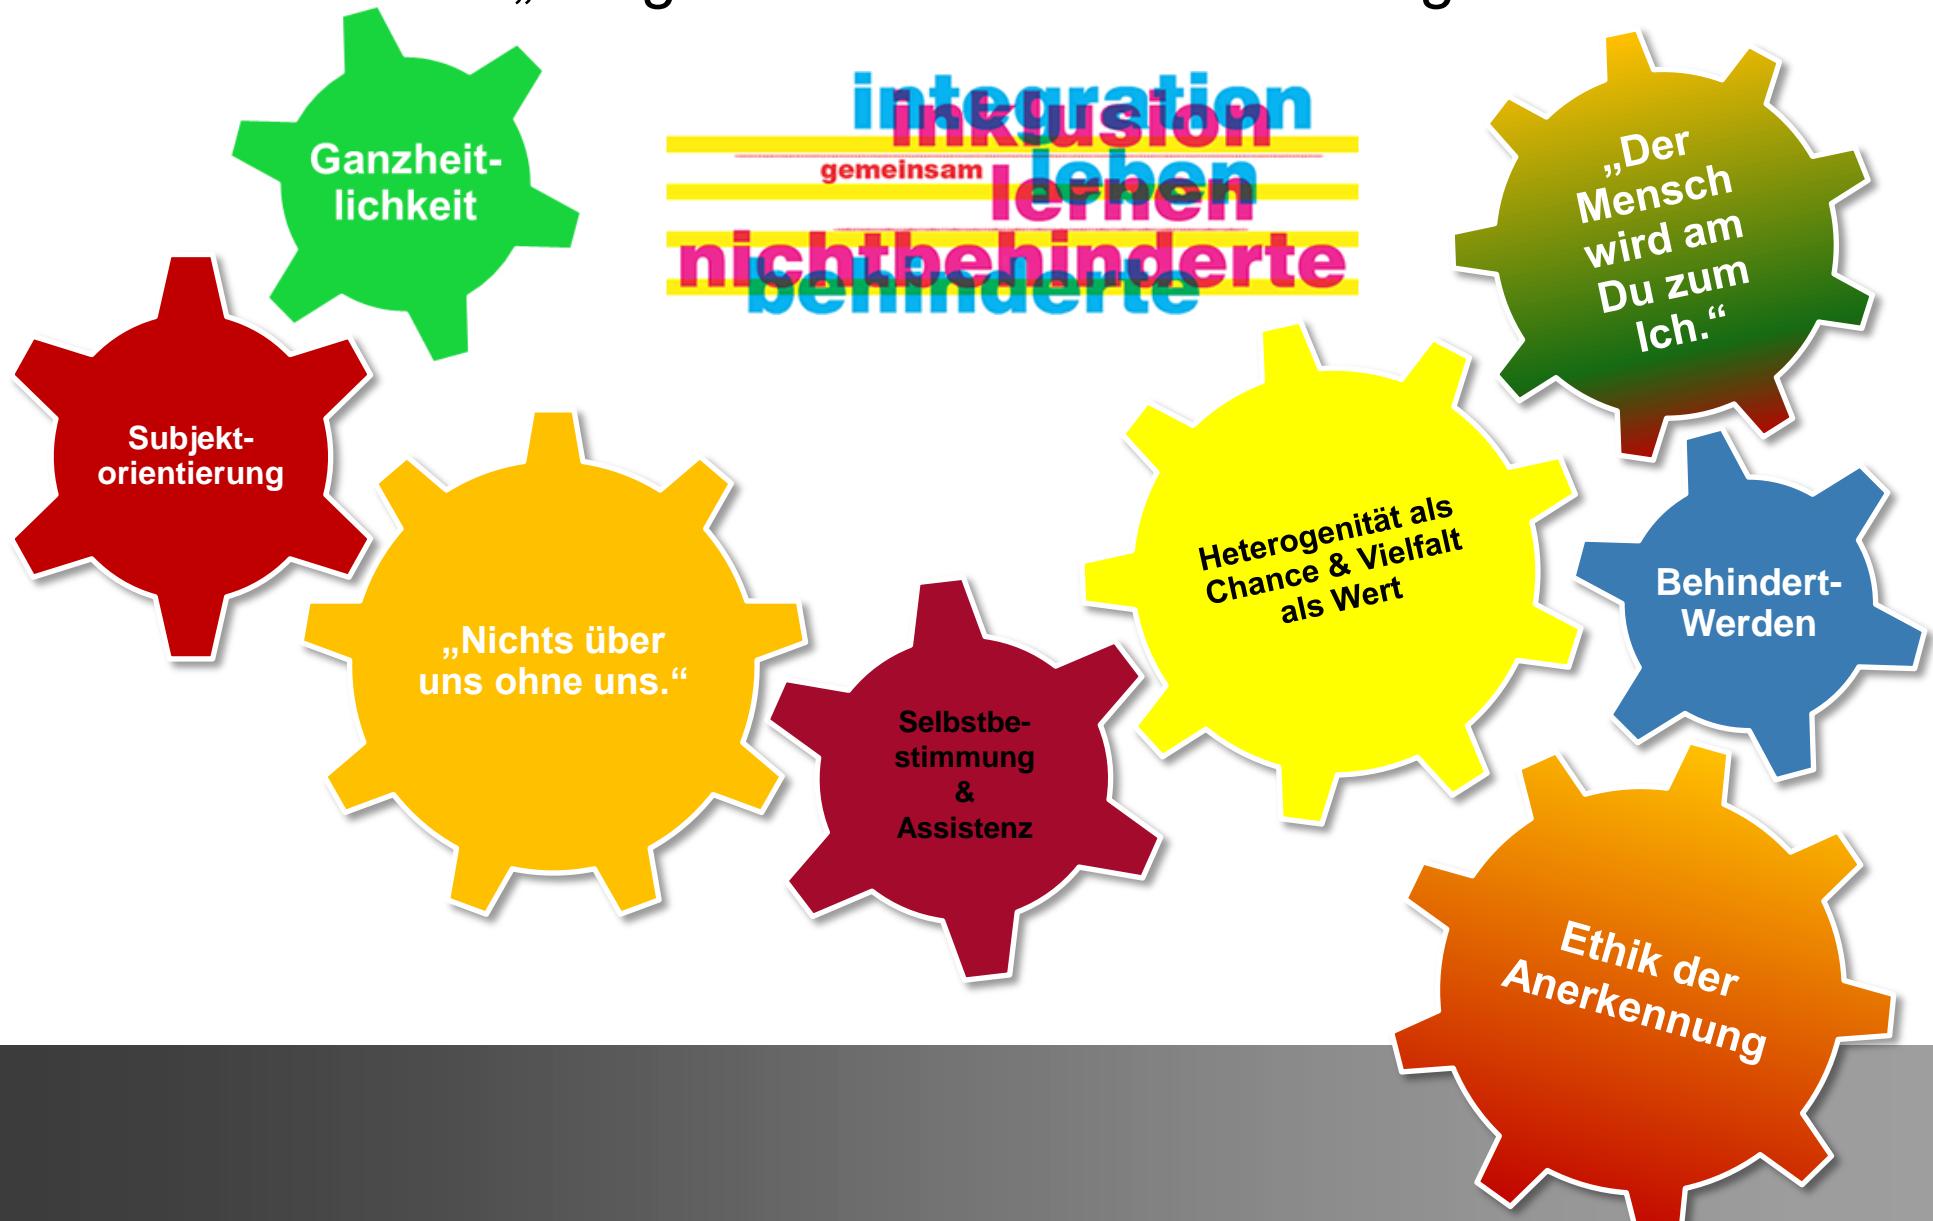 integration
inklusion
gemeinsam leben
lernen
nichtbehinderte
behinderte
Ganzheit-
lichkeit
„Der
Mensch
wird am
Du zum
Ich.“
Subjekt-
orientierung
„Nichts über
uns ohne uns.“
Selbstbe-
stimmung
&
Assistenz
Heterogenität als
Chance & Vielfalt
als Wert
Behindert-
Werden
Ethik der
Anerkennung